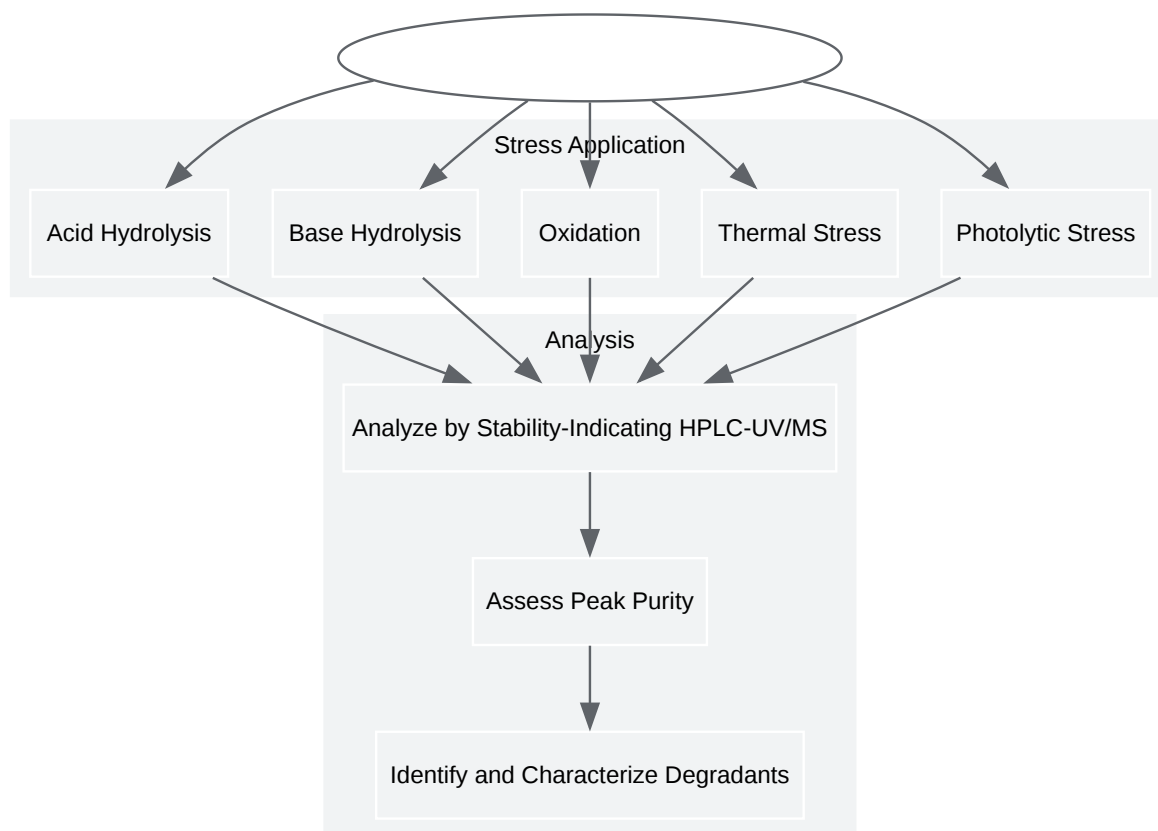 Stress Application
Acid Hydrolysis
Base Hydrolysis
Oxidation
Thermal Stress
Photolytic Stress
Analysis
Analyze by Stability-Indicating HPLC-UV/MS
Assess Peak Purity
Identify and Characterize Degradants